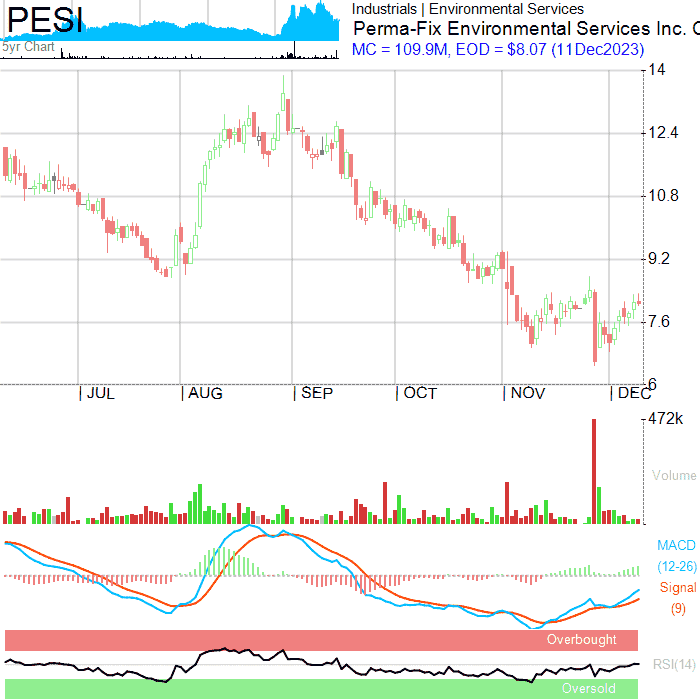 PESI
5yr Chart
Industrials | Environmental Services
Perma-Fix Environmental Services Inc. C
MC = 109.9M, EOD = $8.07 (11Dec2023)
14
12.4
10.8
9.2
7.6
6
JUL
AUG
SEP
OCT
NOV
DEC
472k
Volume
MACD
(12-26)
Signal
(9)
Overbought
RSI(14)
Oversold